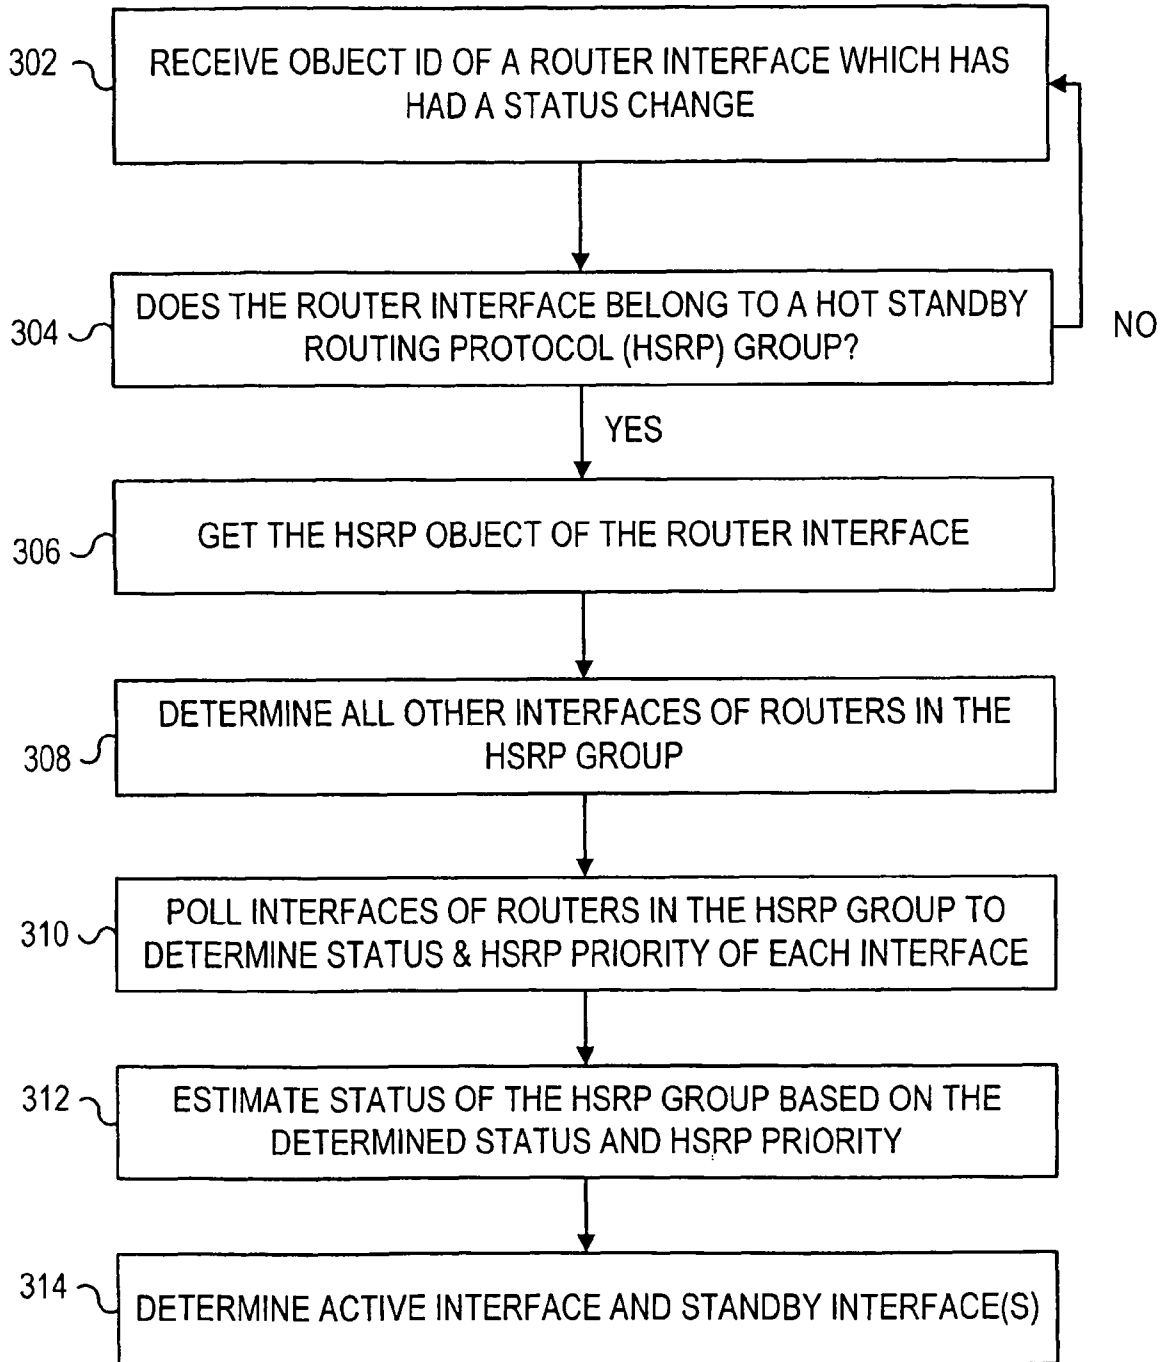 302
RECEIVE OBJECT ID OF A ROUTER INTERFACE WHICH HAS
HAD A STATUS CHANGE
304
DOES THE ROUTER INTERFACE BELONG TO A HOT STANDBY
ROUTING PROTOCOL (HSRP) GROUP?
NO
YES
306
GET THE HSRP OBJECT OF THE ROUTER INTERFACE
308
DETERMINE ALL OTHER INTERFACES OF ROUTERS IN THE
HSRP GROUP
310
POLL INTERFACES OF ROUTERS IN THE HSRP GROUP TO
DETERMINE STATUS & HSRP PRIORITY OF EACH INTERFACE
312
ESTIMATE STATUS OF THE HSRP GROUP BASED ON THE
DETERMINED STATUS AND HSRP PRIORITY
314
DETERMINE ACTIVE INTERFACE AND STANDBY INTERFACE(S)